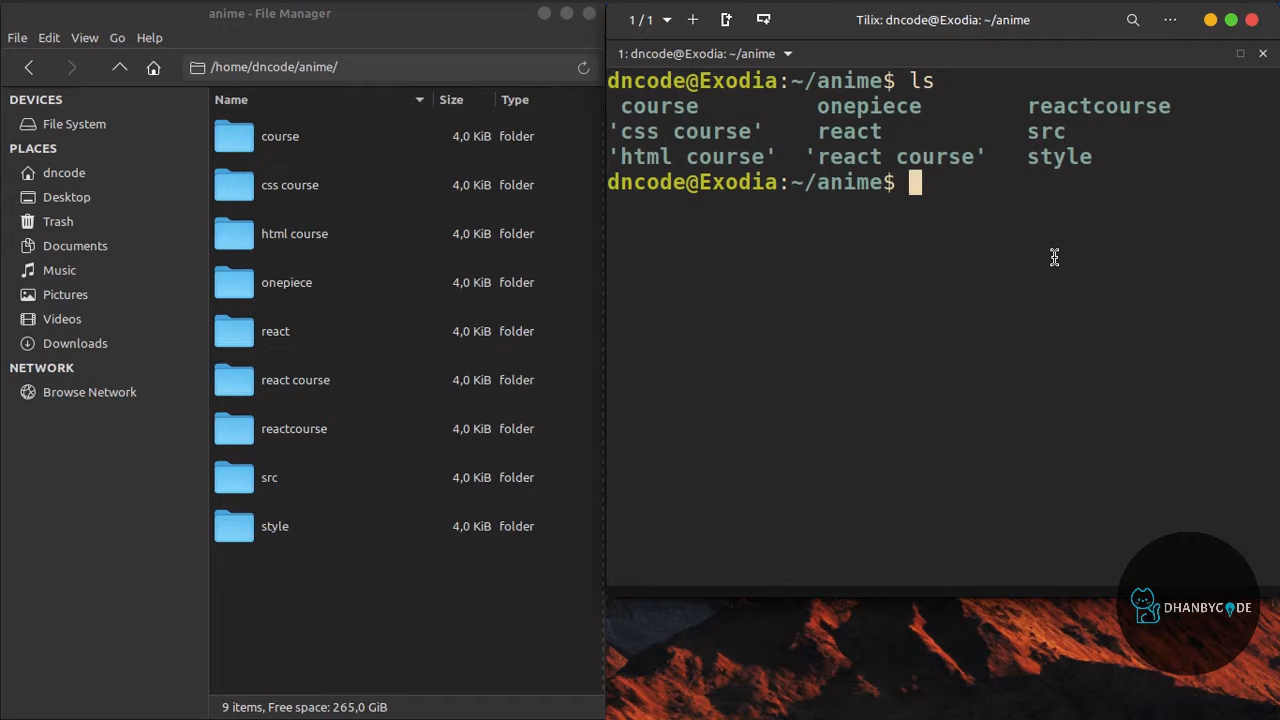 anime - File Manager
File Edit View Go Help
/home/dncode/anime/
DEVICES
File System
PLACES
dncode
Desktop
Trash
Documents
Music
Pictures
Videos
Downloads
NETWORK
Browse Network
Name Size Type
course 4,0 KiB folder
css course 4,0 KiB folder
html course 4,0 KiB folder
onepiece 4,0 KiB folder
react 4,0 KiB folder
react course 4,0 KiB folder
reactcourse 4,0 KiB folder
src 4,0 KiB folder
style 4,0 KiB folder
9 items, Free space: 265,0 GiB
1 / 1 Tilix: dncode@Exodia: ~/anime
1: dncode@Exodia: ~/anime
dncode@Exodia:~/anime$ ls
course onepiece reactcourse
'css course' react src
'html course' 'react course' style
dncode@Exodia:~/anime$
DHANBYCODE